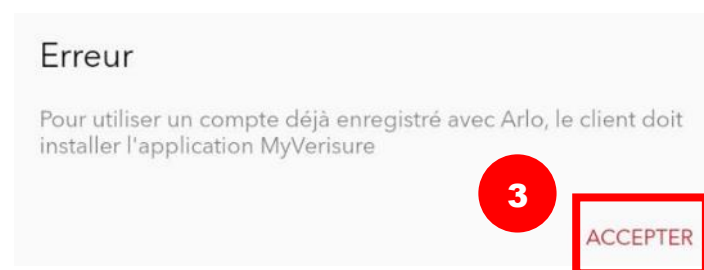 Erreur
Pour utiliser un compte déjà enregistré avec Arlo, le client doit
installer l'application MyVerisure
3
ACCEPTER